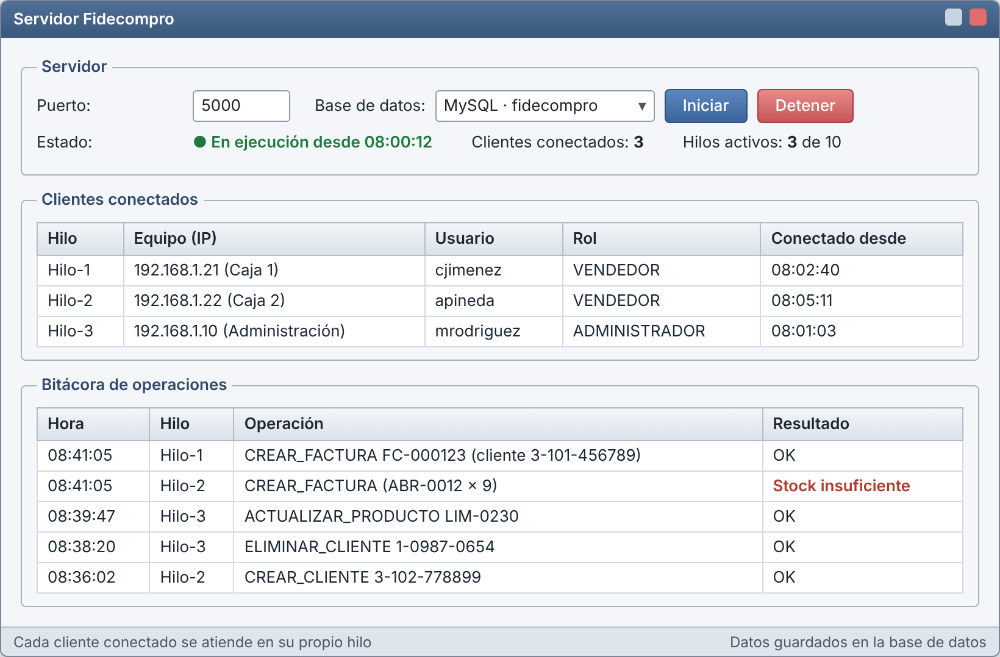 Servidor Fidecompro
Servidor
Puerto: 5000 Base de datos: MySQL · fidecompro ▾ Iniciar Detener
Estado: ● En ejecución desde 08:00:12 Clientes conectados: 3 Hilos activos: 3 de 10
Clientes conectados
Hilo Equipo (IP) Usuario Rol Conectado desde
Hilo-1 192.168.1.21 (Caja 1) cjimenez VENDEDOR 08:02:40
Hilo-2 192.168.1.22 (Caja 2) apineda VENDEDOR 08:05:11
Hilo-3 192.168.1.10 (Administración) mrodriguez ADMINISTRADOR 08:01:03
Bitácora de operaciones
Hora Hilo Operación Resultado
08:41:05 Hilo-1 CREAR_FACTURA FC-000123 (cliente 3-101-456789) OK
08:41:05 Hilo-2 CREAR_FACTURA (ABR-0012 × 9) Stock insuficiente
08:39:47 Hilo-3 ACTUALIZAR_PRODUCTO LIM-0230 OK
08:38:20 Hilo-3 ELIMINAR_CLIENTE 1-0987-0654 OK
08:36:02 Hilo-2 CREAR_CLIENTE 3-102-778899 OK
Cada cliente conectado se atiende en su propio hilo Datos guardados en la base de datos